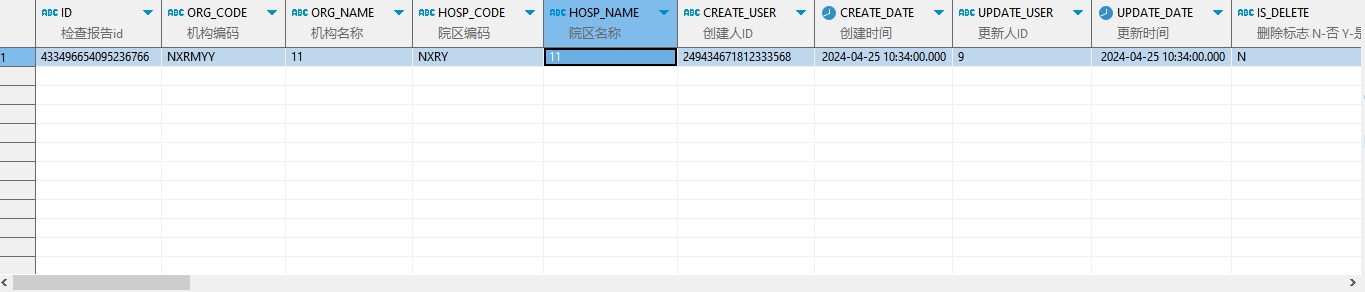 ABC ID ABC ORG_CODE ABC ORG_NAME ABC HOSP_CODE ABC HOSP_NAME ABC CREATE_USER CREATE_DATE ABC UPDATE_USER UPDATE_DATE ABC IS_DELETE
检查报告id 机构编码 机构名称 院区编码 院区名称 创建人ID 创建时间 更新人ID 更新时间 删除标志 N-否 Y-是
1 433496654095236766 NXRMYY 11 NXRY 11 249434671812333568 2024-04-25 10:34:00.000 9 2024-04-25 10:34:00.000 N